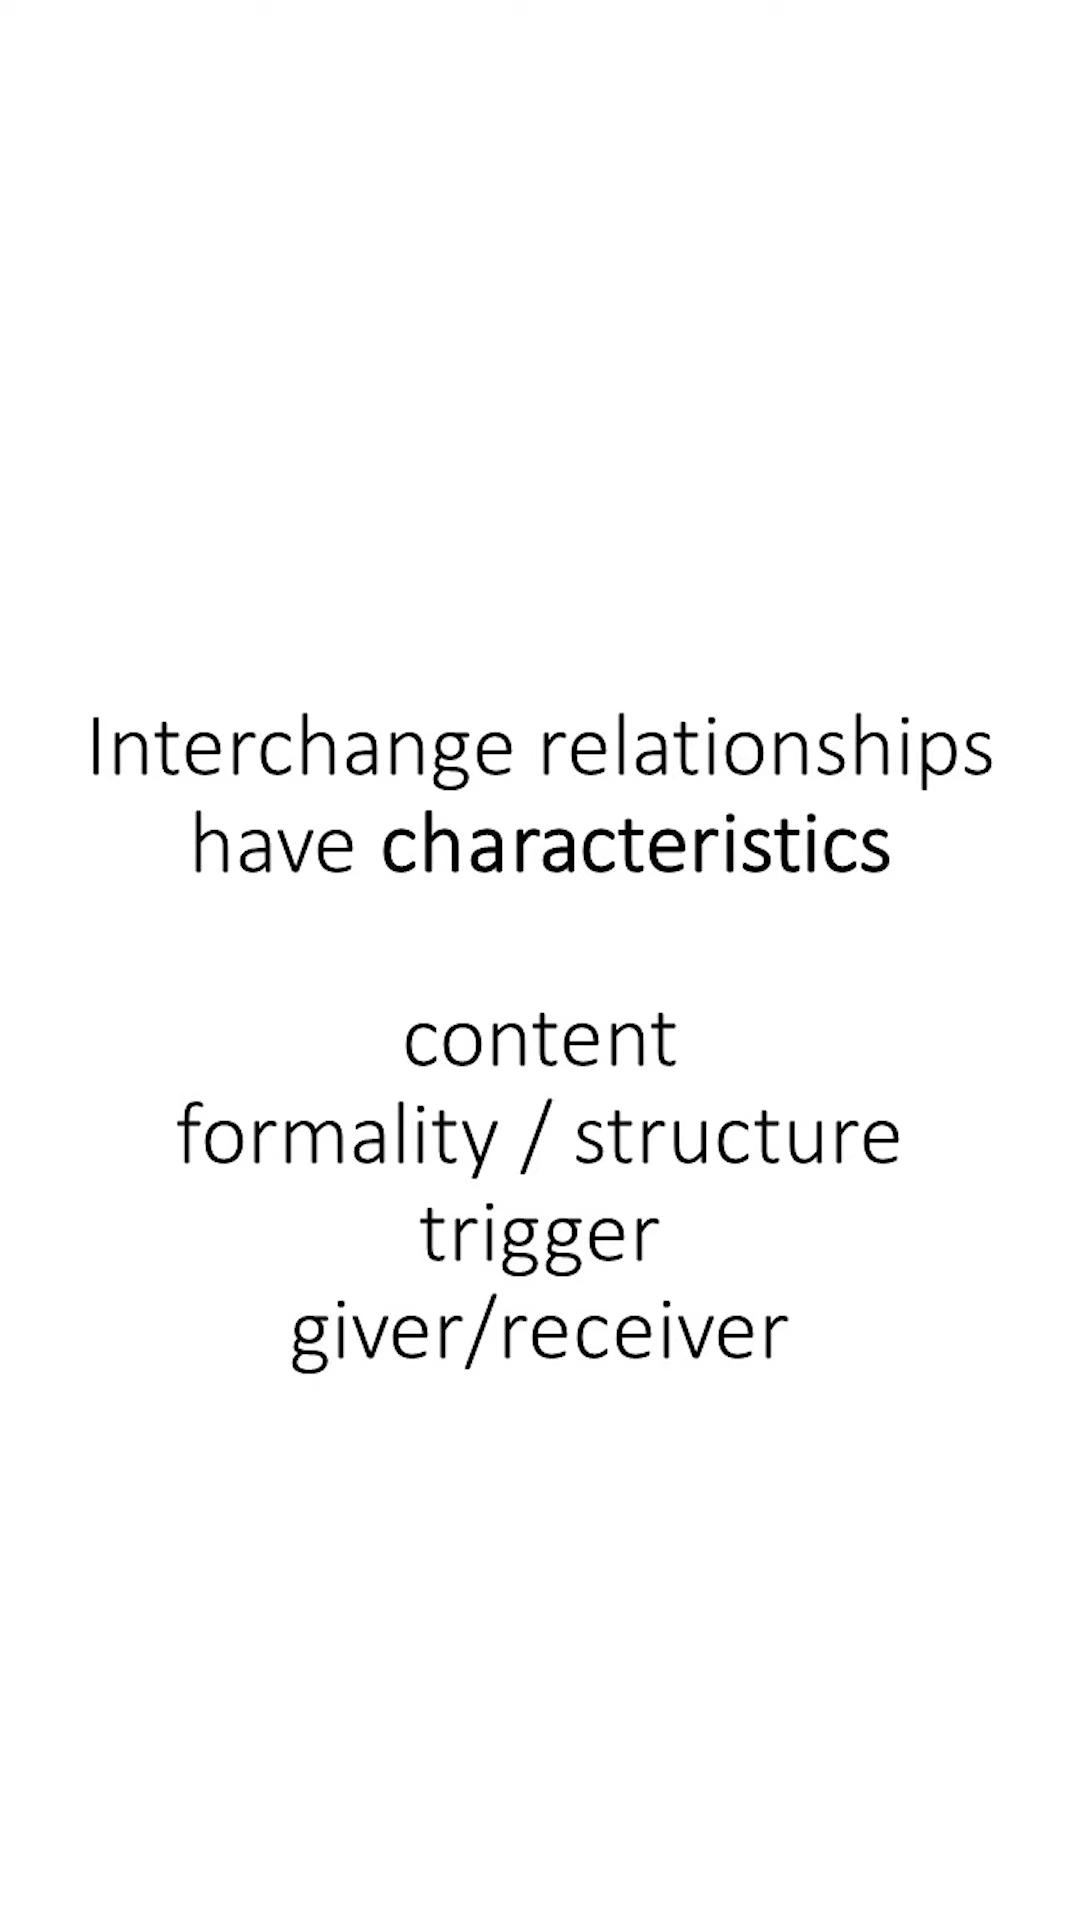 Interchange relationships
have characteristics
content
formality / structure
trigger
giver/receiver